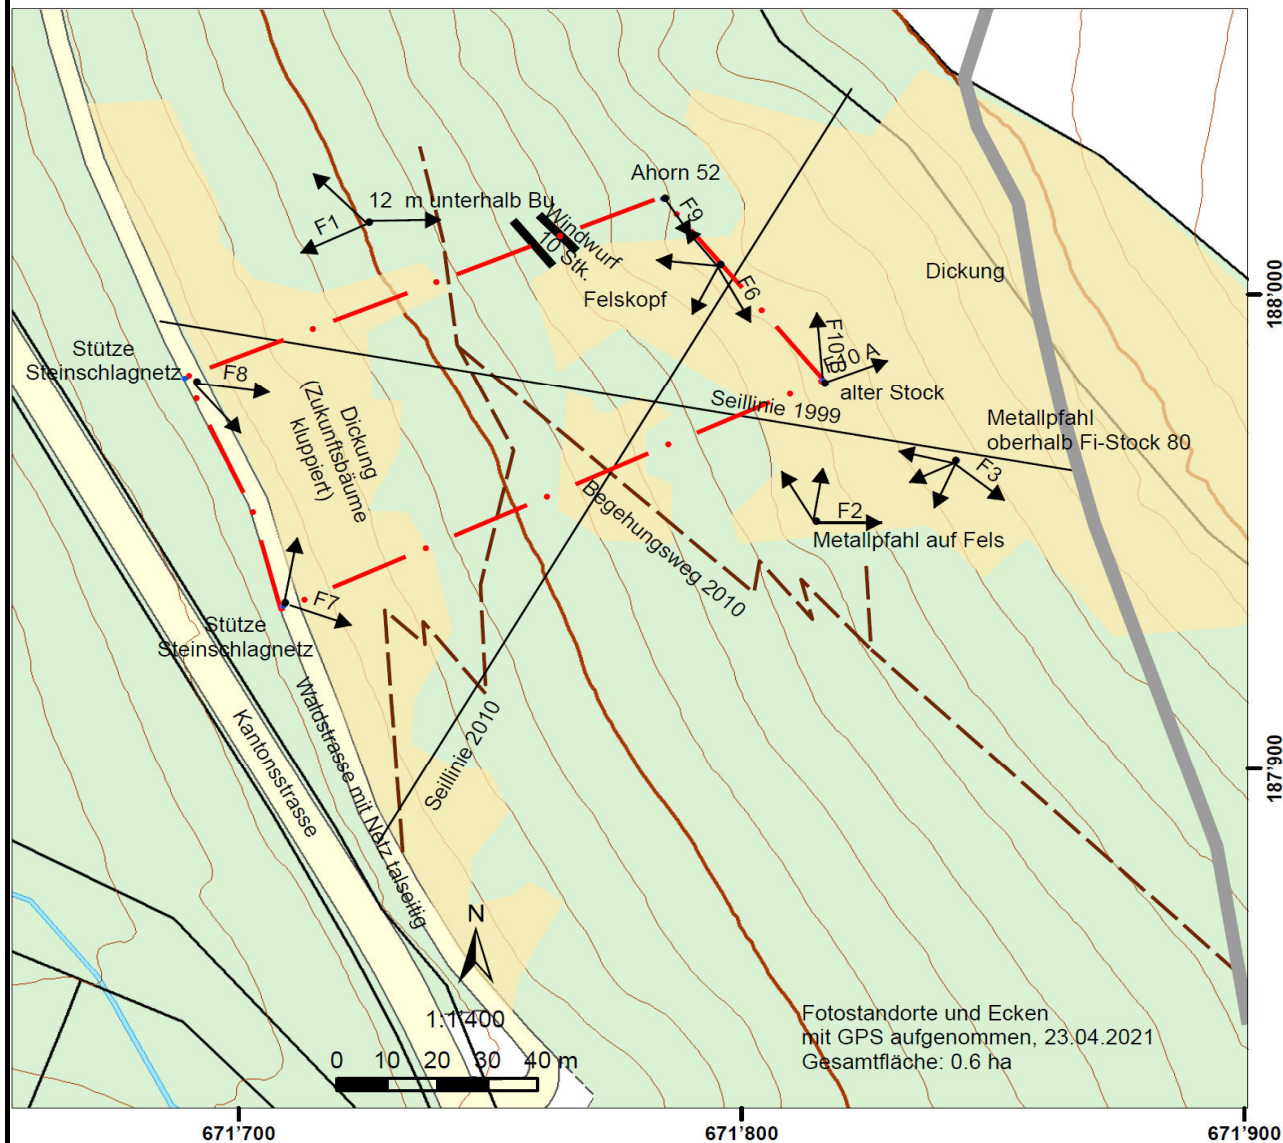 Ahorn 52
F9
12 m unterhalb Bu
F1
Windwurf
10 Stk.
Felskopf
F6
Dickung
188'000
Stütze
Steinschlagnetz
F8
F10 B
F10 A
alter Stock
Seillinie 1999
Dickung
(Zukunftsbäume
kluppiert)
Metallpfahl
oberhalb Fi-Stock 80
F3
F2
Metallpfahl auf Fels
Begehungsweg 2010
F7
Stütze
Steinschlagnetz
Kantonsstrasse
Waldstrasse mit Netz talseitig
Seillinie 2010
187'900
N
1:1'400
0 10 20 30 40 m
Fotostandorte und Ecken
mit GPS aufgenommen, 23.04.2021
Gesamtfläche: 0.6 ha
671'700
671'800
671'900